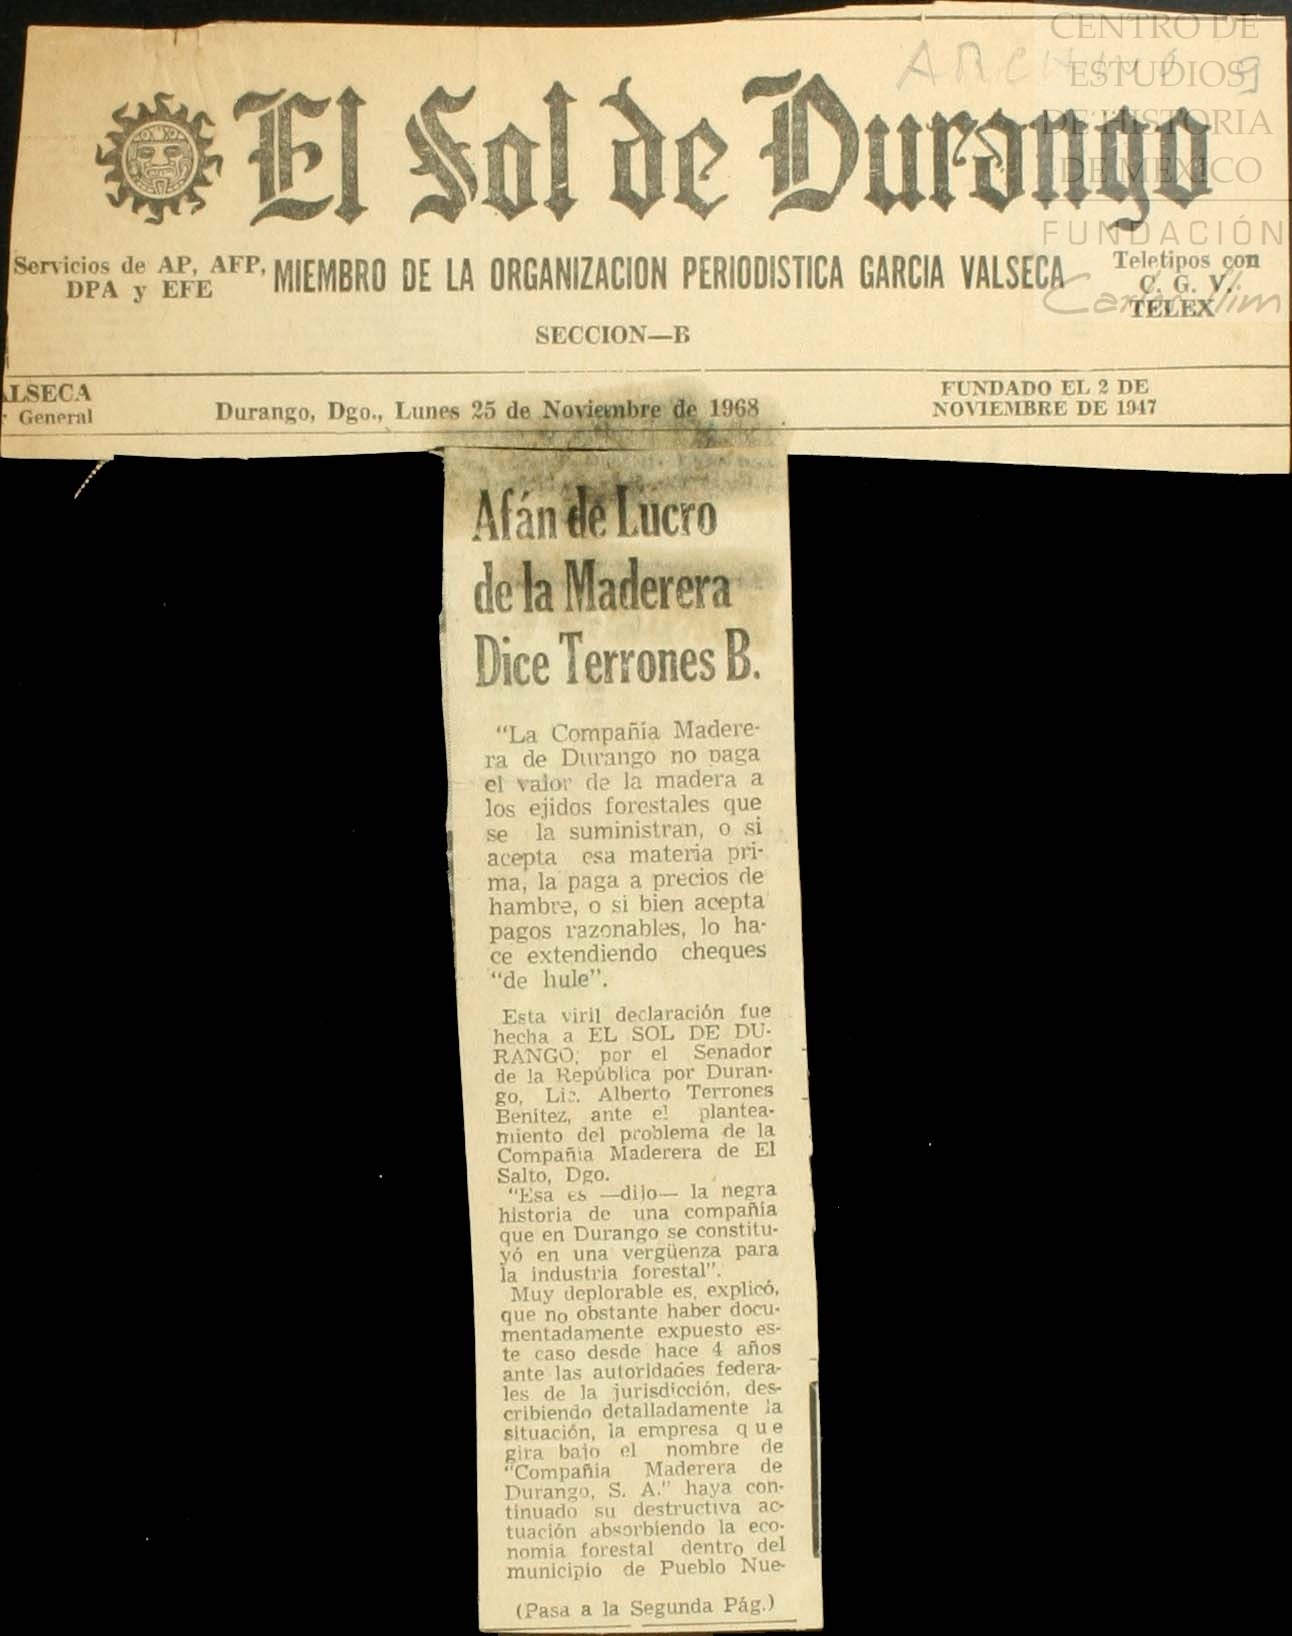 CENTRO DE
ESTUDIOS
DE HISTORIA
DE MEXICO
FUNDACIÓN
Carlos Slim
ARCHIVO
El Sol de Durango
Servicios de AP, AFP,
DPA y EFE
MIEMBRO DE LA ORGANIZACION PERIODISTICA GARCIA VALSECA
Teletipos con
C. G. V.
TELEX
SECCION—B
ALSECA
General
Durango, Dgo., Lunes 25 de Noviembre de 1968
FUNDADO EL 2 DE
NOVIEMBRE DE 1947
Afán de Lucro
de la Maderera
Dice Terrones B.
"La Compañía Madere-
ra de Durango no paga
el valor de la madera a
los ejidos forestales que
se la suministran, o si
acepta esa materia pri-
ma, la paga a precios de
hambre, o si bien acepta
pagos razonables, lo ha-
ce extendiendo cheques
"de hule".
Esta viril declaración fue
hecha a EL SOL DE DU-
RANGO, por el Senador
de la República por Duran-
go, Lic. Alberto Terrones
Benítez, ante el plantea-
miento del problema de la
Compañía Maderera de El
Salto, Dgo.
"Esa es —dijo— la negra
historia de una compañía
que en Durango se constitu-
yó en una vergüenza para
la industria forestal".
Muy deplorable es, explicó,
que no obstante haber docu-
mentadamente expuesto es-
te caso desde hace 4 años
ante las autoridades federa-
les de la jurisdicción, des-
cribiendo detalladamente la
situación, la empresa que
gira bajo el nombre de
"Compañía Maderera de
Durango, S. A." haya con-
tinuado su destructiva ac-
tuación absorbiendo la eco-
nomía forestal dentro del
municipio de Pueblo Nue-
(Pasa a la Segunda Pág.)